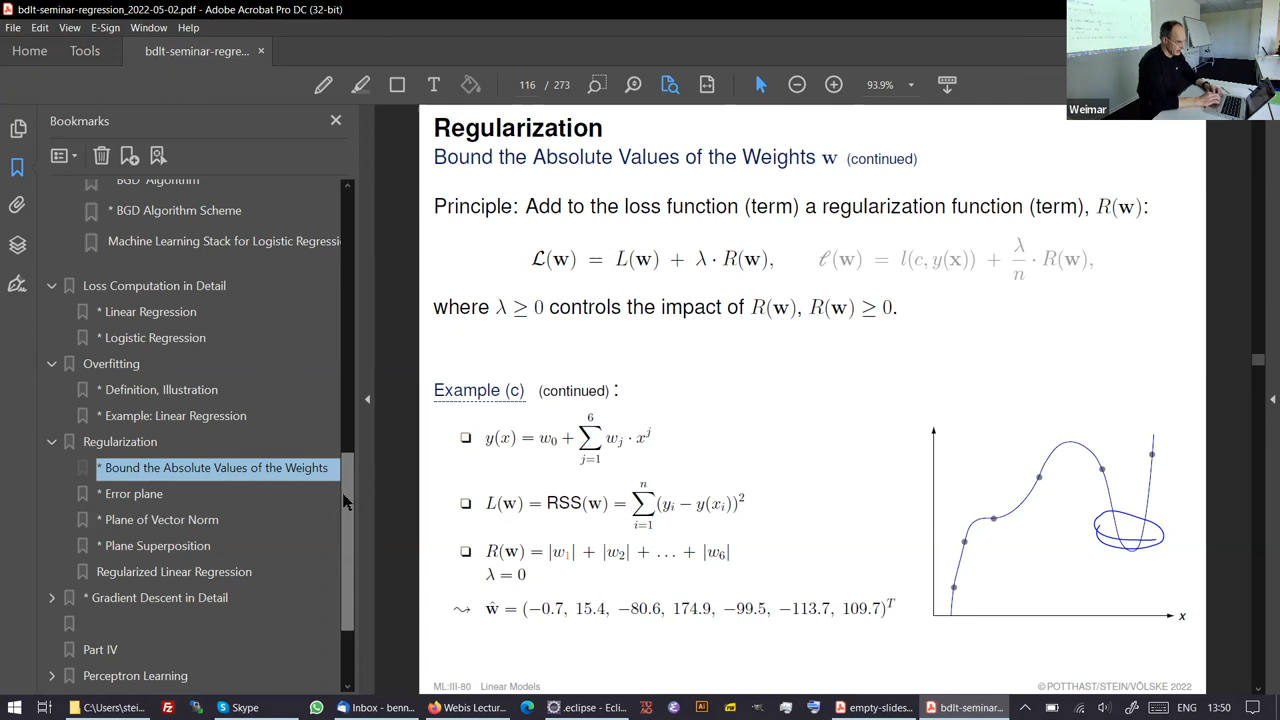 bdlt-seminar-regression_2022-05-02.pdf - Adobe Acrobat Pro DC (32-bit)
File Edit View E-Sign Window Help
Home Tools bdlt-seminar-regre... ×
116 / 273 93.9%
Weimar
Bookmarks
BGD Algorithm
* BGD Algorithm Scheme
Machine Learning Stack for Logistic Regressi
Loss Computation in Detail
* Linear Regression
* Logistic Regression
Overfitting
* Definition, Illustration
* Example: Linear Regression
Regularization
* Bound the Absolute Values of the Weights
* Error plane
* Plane of Vector Norm
* Plane Superposition
Regularized Linear Regression
* Gradient Descent in Detail
Part IV
Perceptron Learning
Regularization
Bound the Absolute Values of the Weights w (continued)
Principle: Add to the loss function (term) a regularization function (term), R(w):
ℒ(w) = L(w) + λ · R(w), ℓ(w) = l(c, y(x)) + λ/n · R(w),
where λ ≥ 0 controls the impact of R(w), R(w) ≥ 0.
Example (c) (continued) :
❑ y(x) = w₀ + ∑_{j=1}^{6} w_j · x^j
❑ L(w) = RSS(w) = ∑_{i=1}^{n} (y_i − y(x_i))²
❑ R(w) = |w₁| + |w₂| + … + |w₆|
λ = 0
⇝ ŵ = (−0.7, 15.4, −80.6, 174.9, −99.5, −113.7, 109.7)^T
x
ML:III-80 Linear Models © POTTHAST/STEIN/VÖLSKE 2022
C:\Users\stei... Skype Inbox - benn... Webis Lectur... .eclipse - Ecli... empty-slides... bdlt-seminar... ENG 13:50